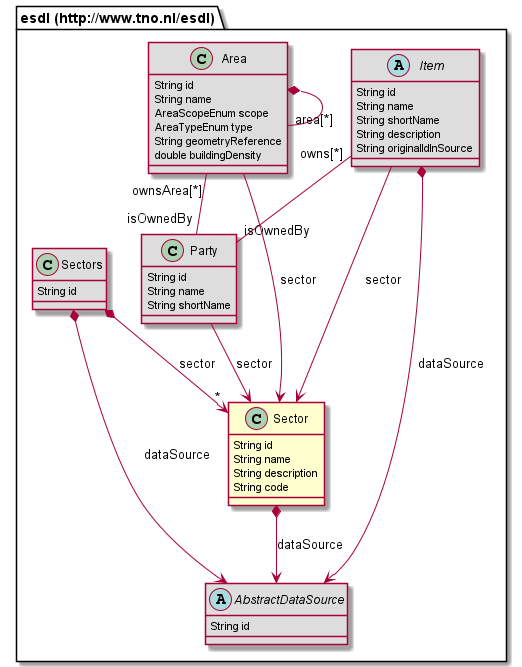 esdl (http://www.tno.nl/esdl)
C Area
String id
String name
AreaScopeEnum scope
AreaTypeEnum type
String geometryReference
double buildingDensity
A Item
String id
String name
String shortName
String description
String originalIdInSource
area[*]
owns[*]
ownsArea[*]
isOwnedBy
isOwnedBy
C Party
String id
String name
String shortName
C Sectors
String id
sector
sector
sector
sector
*
dataSource
dataSource
C Sector
String id
String name
String description
String code
dataSource
A AbstractDataSource
String id